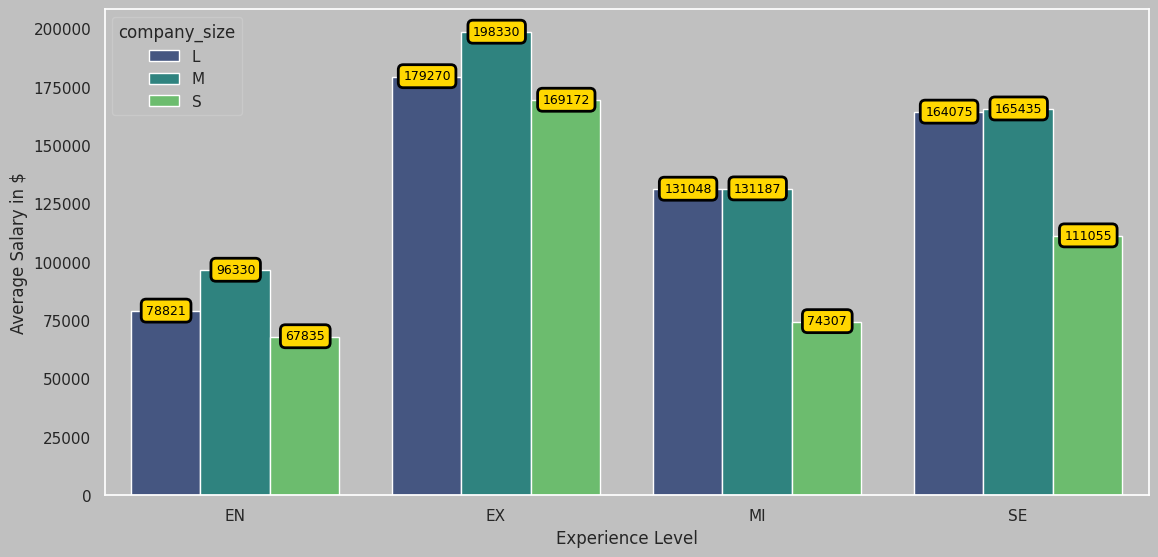 company_size
L
M
S
Average Salary in $
200000
175000
150000
125000
100000
75000
50000
25000
0
78821
96330
67835
179270
198330
169172
131048
131187
74307
164075
165435
111055
EN
EX
MI
SE
Experience Level